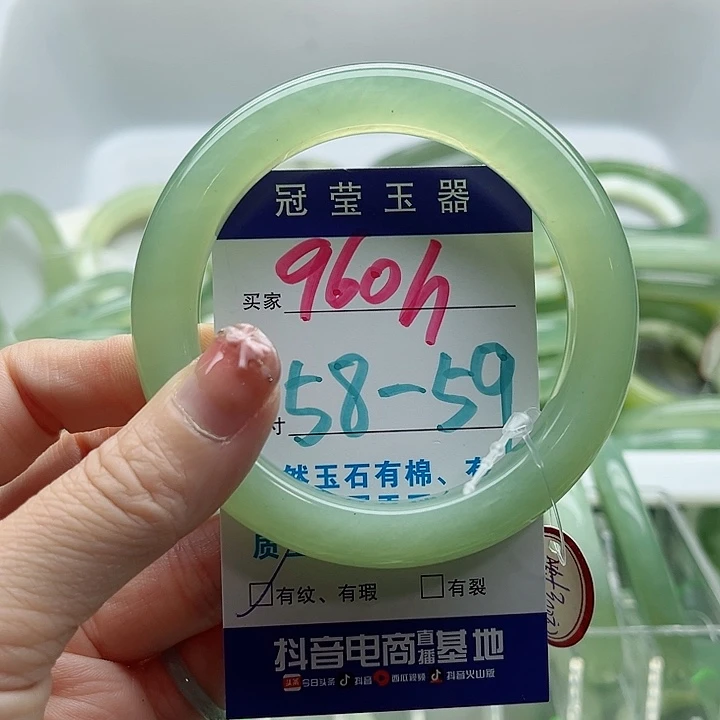 冠莹玉器
买家 960h
寸 58-59
然玉石有棉、有
质
有纹、有瑕 有裂
抖音电商直播基地
今日头条 抖音 西瓜视频 抖音火山版